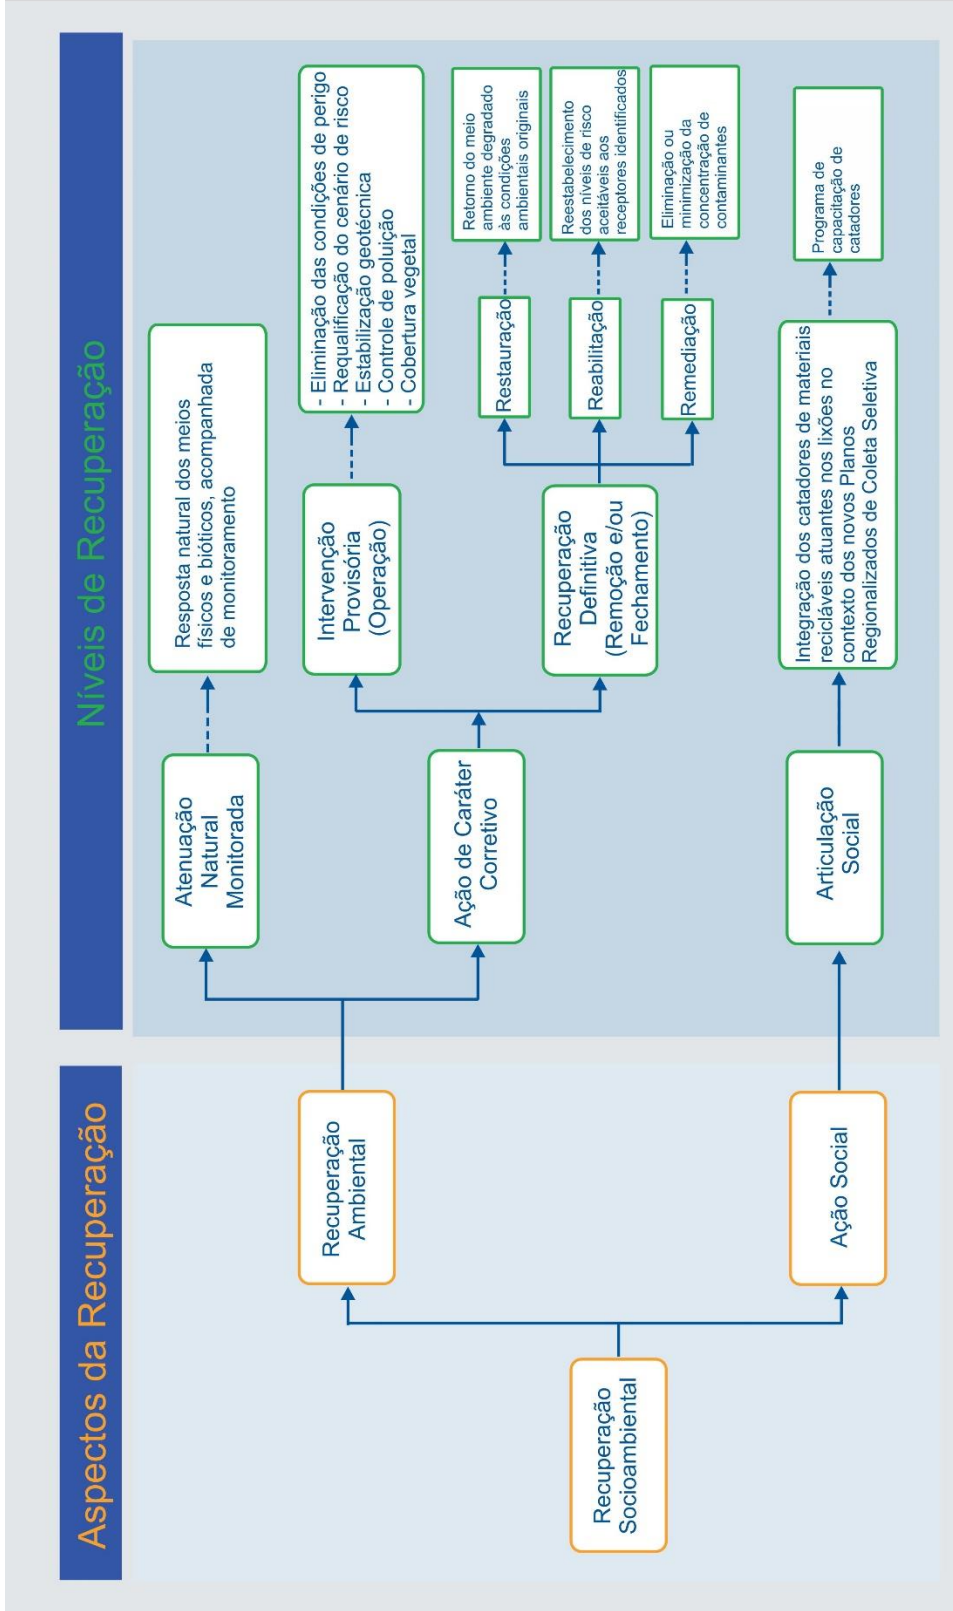 Aspectos da Recuperação
Níveis de Recuperação
Recuperação
Socioambiental
Recuperação
Ambiental
Ação Social
Atenuação
Natural
Monitorada
Resposta natural dos meios
físicos e bióticos, acompanhada
de monitoramento
Ação de Caráter
Corretivo
Intervenção
Provisória
(Operação)
- Eliminação das condições de perigo
- Requalificação do cenário de risco
- Estabilização geotécnica
- Controle de poluição
- Cobertura vegetal
Recuperação
Definitiva
(Remoção e/ou
Fechamento)
Restauração
Retorno do meio
ambiente degradado
às condições
ambientais originais
Reabilitação
Reestabelecimento
dos níveis de risco
aceitáveis aos
receptores identificados
Remediação
Eliminação ou
minimização da
concentração de
contaminantes
Articulação
Social
Integração dos catadores de materiais
recicláveis atuantes nos lixões no
contexto dos novos Planos
Regionalizados de Coleta Seletiva
Programa de
capacitação de
catadores